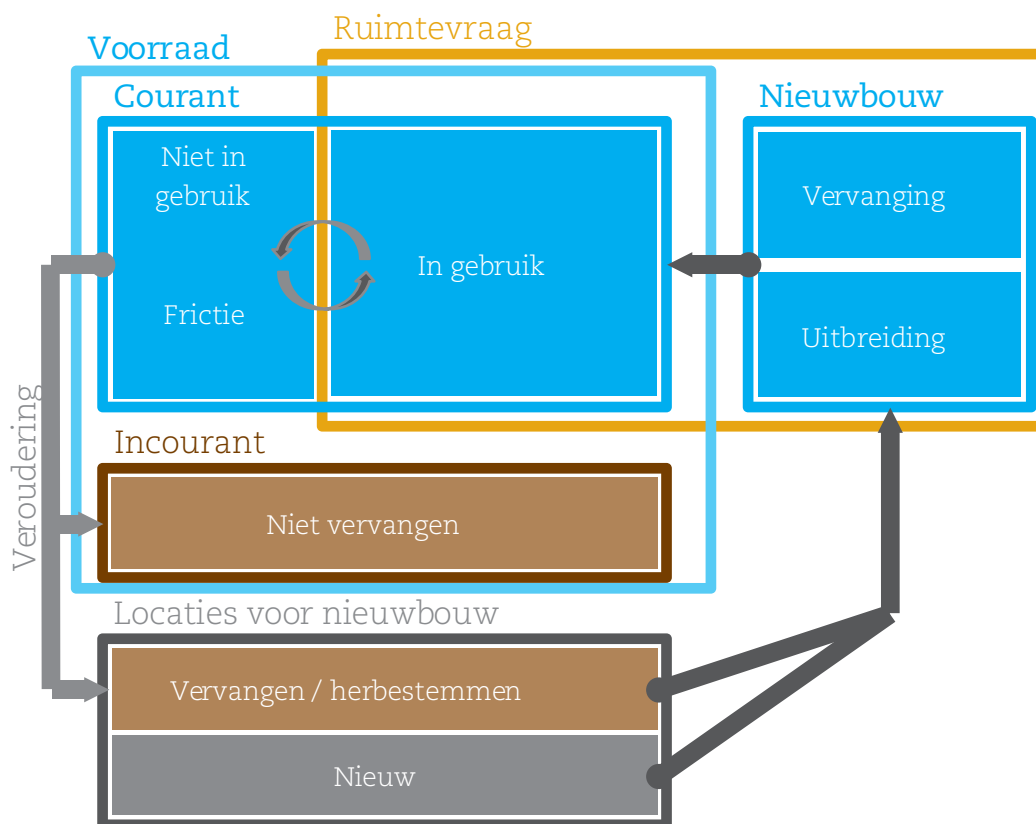 Ruimtevraag
Voorraad
Courant
Nieuwbouw
Niet in
gebruik
Vervanging
In gebruik
Frictie
Uitbreiding
Veroudering
Incourant
Niet vervangen
Locaties voor nieuwbouw
Vervangen / herbestemmen
Nieuw